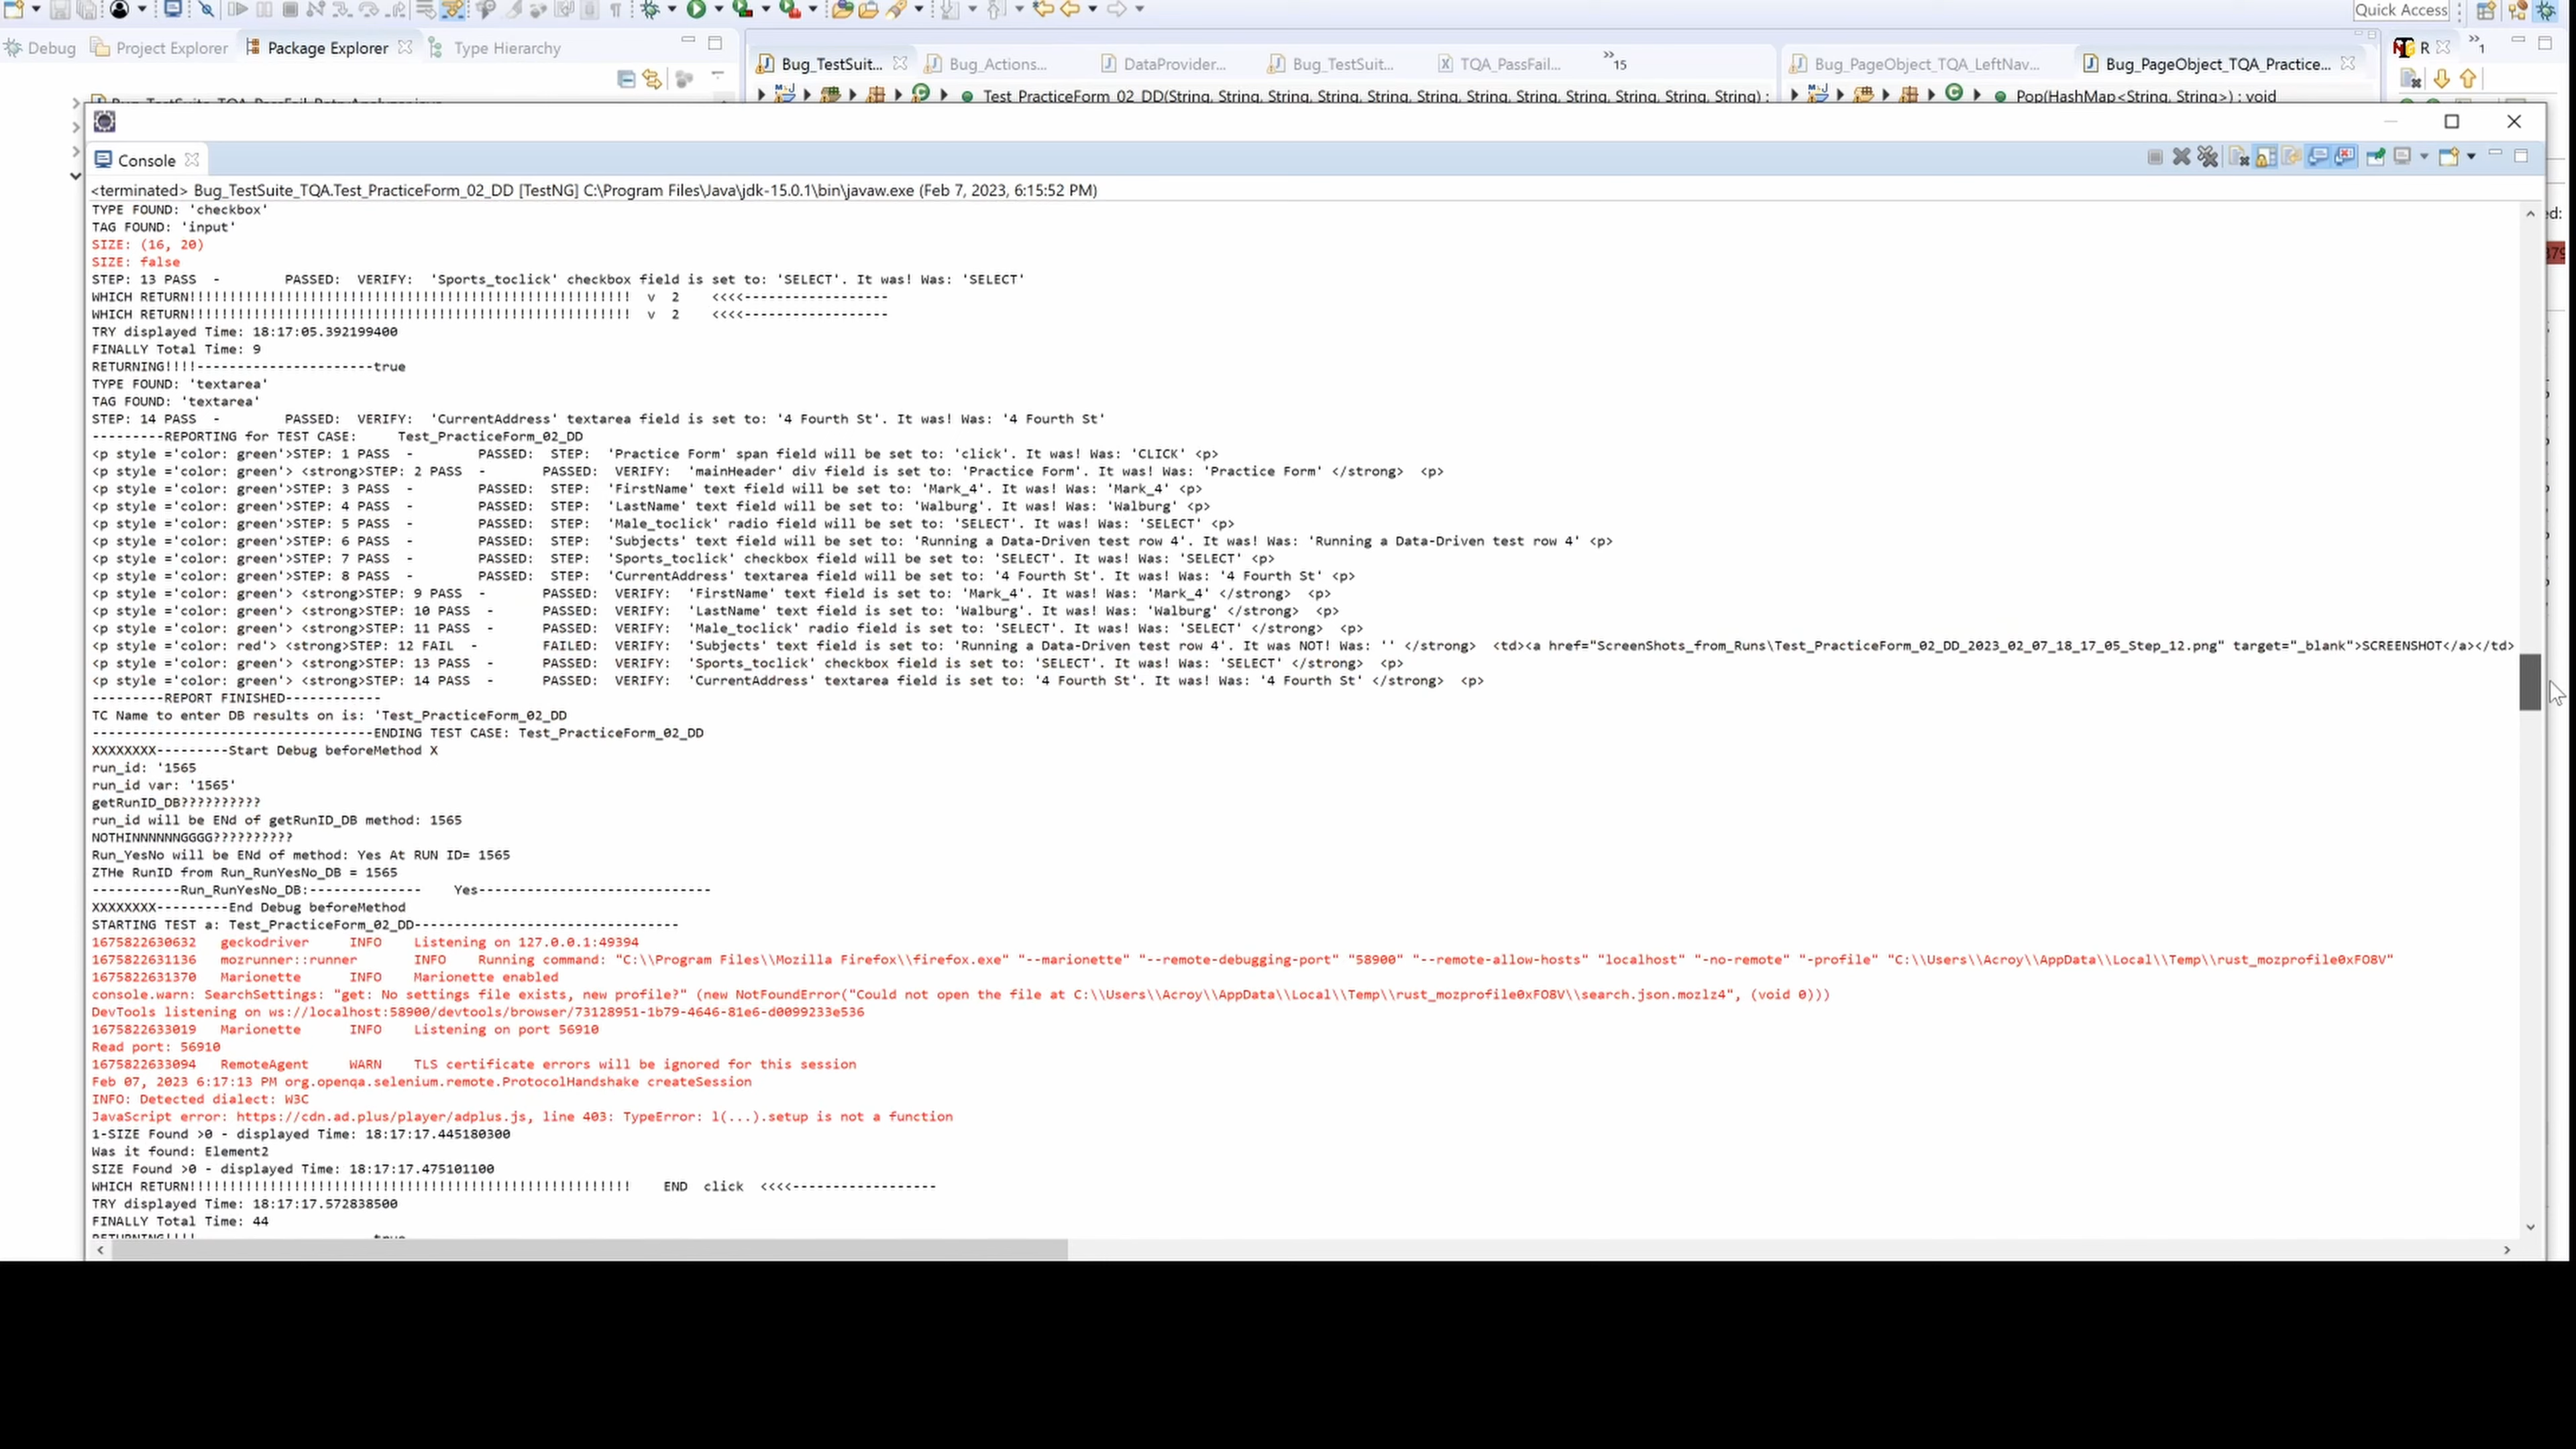 Quick Access
Debug Project Explorer Package Explorer Type Hierarchy
Bug_TestSuit... Bug_Actions... DataProvider... Bug_TestSuit... TQA_PassFail... »15 Bug_PageObject_TQA_LeftNav... Bug_PageObject_TQA_Practice... R »1
Test_PracticeForm_02_DD(String, String, String, String, String, String, String, String, String, String, String) : Pop(HashMap<String, String>) : void
Console
<terminated> Bug_TestSuite_TQA.Test_PracticeForm_02_DD [TestNG] C:\Program Files\Java\jdk-15.0.1\bin\javaw.exe (Feb 7, 2023, 6:15:52 PM)
TYPE FOUND: 'checkbox'
TAG FOUND: 'input'
SIZE: (16, 20)
SIZE: false
STEP: 13 PASS - PASSED: VERIFY: 'Sports_toclick' checkbox field is set to: 'SELECT'. It was! Was: 'SELECT'
WHICH RETURN!!!!!!!!!!!!!!!!!!!!!!!!!!!!!!!!!!!!!!!!!!!!!!!!!!!!!!! v 2 <<<<------------------
WHICH RETURN!!!!!!!!!!!!!!!!!!!!!!!!!!!!!!!!!!!!!!!!!!!!!!!!!!!!!!! v 2 <<<<------------------
TRY displayed Time: 18:17:05.392199400
FINALLY Total Time: 9
RETURNING!!!!----------------------true
TYPE FOUND: 'textarea'
TAG FOUND: 'textarea'
STEP: 14 PASS - PASSED: VERIFY: 'CurrentAddress' textarea field is set to: '4 Fourth St'. It was! Was: '4 Fourth St'
---------REPORTING for TEST CASE: Test_PracticeForm_02_DD
<p style ='color: green'>STEP: 1 PASS - PASSED: STEP: 'Practice Form' span field will be set to: 'click'. It was! Was: 'CLICK' <p>
<p style ='color: green'> <strong>STEP: 2 PASS - PASSED: VERIFY: 'mainHeader' div field is set to: 'Practice Form'. It was! Was: 'Practice Form' </strong> <p>
<p style ='color: green'>STEP: 3 PASS - PASSED: STEP: 'FirstName' text field will be set to: 'Mark_4'. It was! Was: 'Mark_4' <p>
<p style ='color: green'>STEP: 4 PASS - PASSED: STEP: 'LastName' text field will be set to: 'Walburg'. It was! Was: 'Walburg' <p>
<p style ='color: green'>STEP: 5 PASS - PASSED: STEP: 'Male_toclick' radio field will be set to: 'SELECT'. It was! Was: 'SELECT' <p>
<p style ='color: green'>STEP: 6 PASS - PASSED: STEP: 'Subjects' text field will be set to: 'Running a Data-Driven test row 4'. It was! Was: 'Running a Data-Driven test row 4' <p>
<p style ='color: green'>STEP: 7 PASS - PASSED: STEP: 'Sports_toclick' checkbox field will be set to: 'SELECT'. It was! Was: 'SELECT' <p>
<p style ='color: green'>STEP: 8 PASS - PASSED: STEP: 'CurrentAddress' textarea field will be set to: '4 Fourth St'. It was! Was: '4 Fourth St' <p>
<p style ='color: green'> <strong>STEP: 9 PASS - PASSED: VERIFY: 'FirstName' text field is set to: 'Mark_4'. It was! Was: 'Mark_4' </strong> <p>
<p style ='color: green'> <strong>STEP: 10 PASS - PASSED: VERIFY: 'LastName' text field is set to: 'Walburg'. It was! Was: 'Walburg' </strong> <p>
<p style ='color: green'> <strong>STEP: 11 PASS - PASSED: VERIFY: 'Male_toclick' radio field is set to: 'SELECT'. It was! Was: 'SELECT' </strong> <p>
<p style ='color: red'> <strong>STEP: 12 FAIL - FAILED: VERIFY: 'Subjects' text field is set to: 'Running a Data-Driven test row 4'. It was NOT! Was: '' </strong> <td><a href="ScreenShots_from_Runs\Test_PracticeForm_02_DD_2023_02_07_18_17_05_Step_12.png" target="_blank">SCREENSHOT</a></td>
<p style ='color: green'> <strong>STEP: 13 PASS - PASSED: VERIFY: 'Sports_toclick' checkbox field is set to: 'SELECT'. It was! Was: 'SELECT' </strong> <p>
<p style ='color: green'> <strong>STEP: 14 PASS - PASSED: VERIFY: 'CurrentAddress' textarea field is set to: '4 Fourth St'. It was! Was: '4 Fourth St' </strong> <p>
---------REPORT FINISHED------------
TC Name to enter DB results on is: 'Test_PracticeForm_02_DD
-----------------------------------ENDING TEST CASE: Test_PracticeForm_02_DD
XXXXXXXX---------Start Debug beforeMethod X
run_id: '1565
run_id var: '1565'
getRunID_DB??????????
run_id will be ENd of getRunID_DB method: 1565
NOTHINNNNNNGGGG??????????
Run_YesNo will be ENd of method: Yes At RUN ID= 1565
ZTHe RunID from Run_RunYesNo_DB = 1565
-----------Run_RunYesNo_DB:-------------- Yes-----------------------------
XXXXXXXX---------End Debug beforeMethod
STARTING TEST a: Test_PracticeForm_02_DD---------------------------------
1675822630632 geckodriver INFO Listening on 127.0.0.1:49394
1675822631136 mozrunner::runner INFO Running command: "C:\\Program Files\\Mozilla Firefox\\firefox.exe" "--marionette" "--remote-debugging-port" "58900" "--remote-allow-hosts" "localhost" "-no-remote" "-profile" "C:\\Users\\Acroy\\AppData\\Local\\Temp\\rust_mozprofile0xFO8V"
1675822631370 Marionette INFO Marionette enabled
console.warn: SearchSettings: "get: No settings file exists, new profile?" (new NotFoundError("Could not open the file at C:\\Users\\Acroy\\AppData\\Local\\Temp\\rust_mozprofile0xFO8V\\search.json.mozlz4", (void 0)))
DevTools listening on ws://localhost:58900/devtools/browser/73128951-1b79-4646-81e6-d0099233e536
1675822633019 Marionette INFO Listening on port 56910
Read port: 56910
1675822633094 RemoteAgent WARN TLS certificate errors will be ignored for this session
Feb 07, 2023 6:17:13 PM org.openqa.selenium.remote.ProtocolHandshake createSession
INFO: Detected dialect: W3C
JavaScript error: https://cdn.ad.plus/player/adplus.js, line 403: TypeError: l(...).setup is not a function
1-SIZE Found >0 - displayed Time: 18:17:17.445180300
Was it found: Element2
SIZE Found >0 - displayed Time: 18:17:17.475101100
WHICH RETURN!!!!!!!!!!!!!!!!!!!!!!!!!!!!!!!!!!!!!!!!!!!!!!!!!!!!!!! END click <<<<------------------
TRY displayed Time: 18:17:17.572838500
FINALLY Total Time: 44